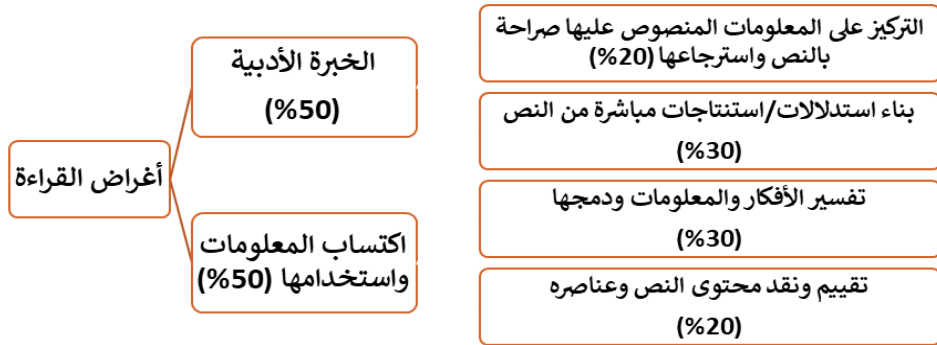 أغراض القراءة
الخبرة الأدبية
(50%)
اكتساب المعلومات
واستخدامها (50%)
التركيز على المعلومات المنصوص عليها صراحة
بالنص واسترجاعها (20%)
بناء استدلالات/استنتاجات مباشرة من النص
(30%)
تفسير الأفكار والمعلومات ودمجها
(30%)
تقييم ونقد محتوى النص وعناصره
(20%)